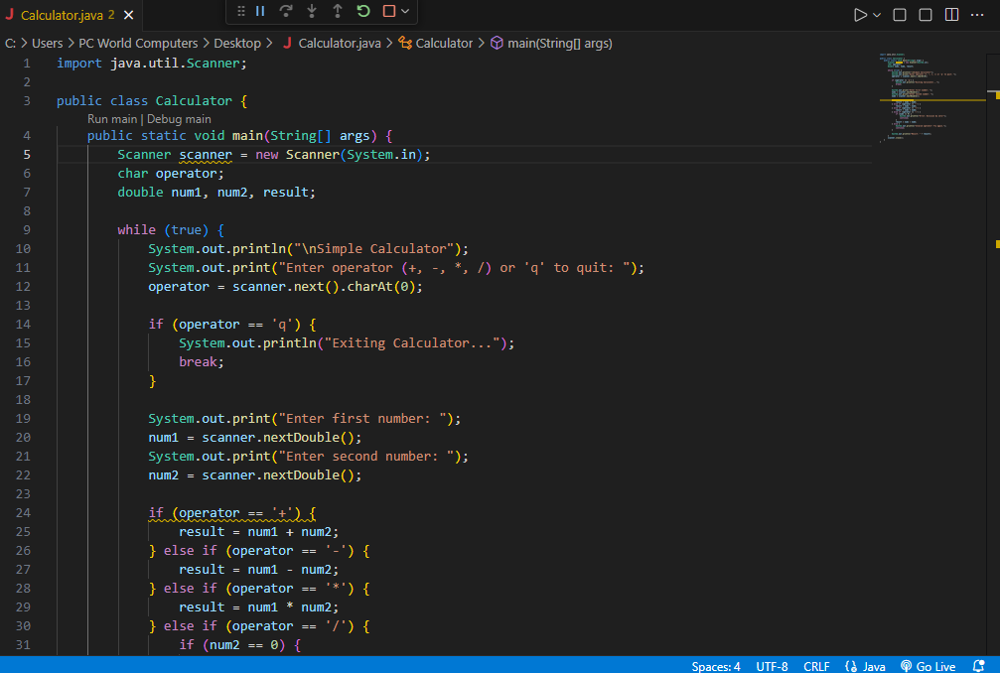 J Calculator.java 2
C: > Users > PC World Computers > Desktop > J Calculator.java > Calculator > main(String[] args)
1 import java.util.Scanner;
2
3 public class Calculator {
Run main | Debug main
4 public static void main(String[] args) {
5 Scanner scanner = new Scanner(System.in);
6 char operator;
7 double num1, num2, result;
8
9 while (true) {
10 System.out.println("\nSimple Calculator");
11 System.out.print("Enter operator (+, -, *, /) or 'q' to quit: ");
12 operator = scanner.next().charAt(0);
13
14 if (operator == 'q') {
15 System.out.println("Exiting Calculator...");
16 break;
17 }
18
19 System.out.print("Enter first number: ");
20 num1 = scanner.nextDouble();
21 System.out.print("Enter second number: ");
22 num2 = scanner.nextDouble();
23
24 if (operator == '+') {
25 result = num1 + num2;
26 } else if (operator == '-') {
27 result = num1 - num2;
28 } else if (operator == '*') {
29 result = num1 * num2;
30 } else if (operator == '/') {
31 if (num2 == 0) {
Spaces: 4 UTF-8 CRLF {} Java Go Live